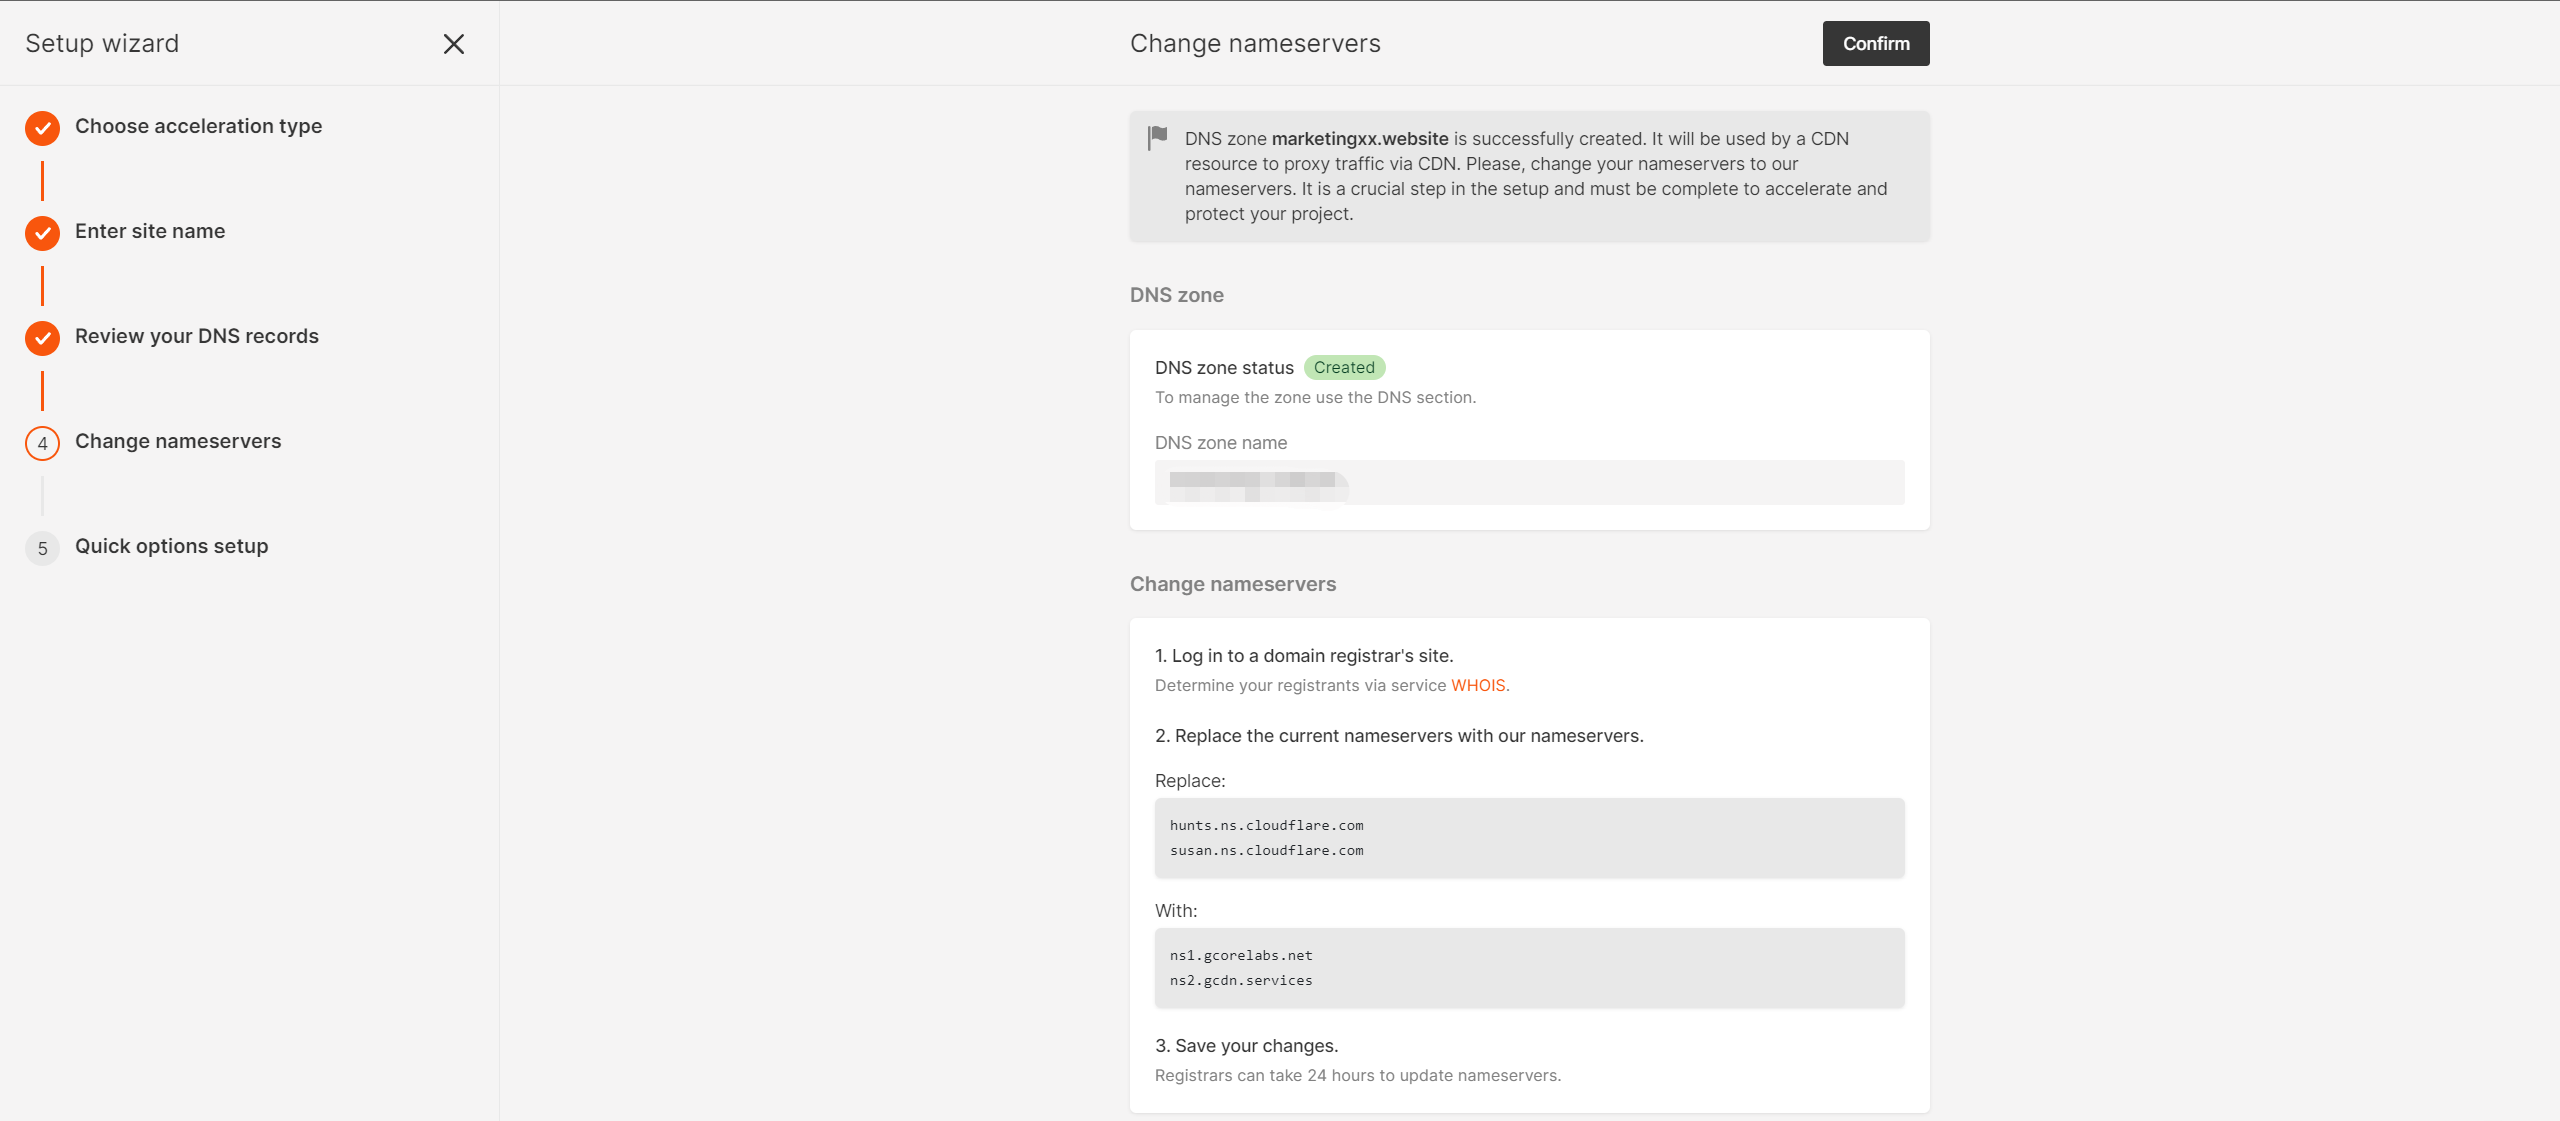 Setup wizard
Choose acceleration type
Enter site name
Review your DNS records
4 Change nameservers
5 Quick options setup
Change nameservers
Confirm
DNS zone marketingxx.website is successfully created. It will be used by a CDN
resource to proxy traffic via CDN. Please, change your nameservers to our
nameservers. It is a crucial step in the setup and must be complete to accelerate and
protect your project.
DNS zone
DNS zone status Created
To manage the zone use the DNS section.
DNS zone name
Change nameservers
1. Log in to a domain registrar's site.
Determine your registrants via service WHOIS.
2. Replace the current nameservers with our nameservers.
Replace:
hunts.ns.cloudflare.com
susan.ns.cloudflare.com
With:
ns1.gcorelabs.net
ns2.gcdn.services
3. Save your changes.
Registrars can take 24 hours to update nameservers.